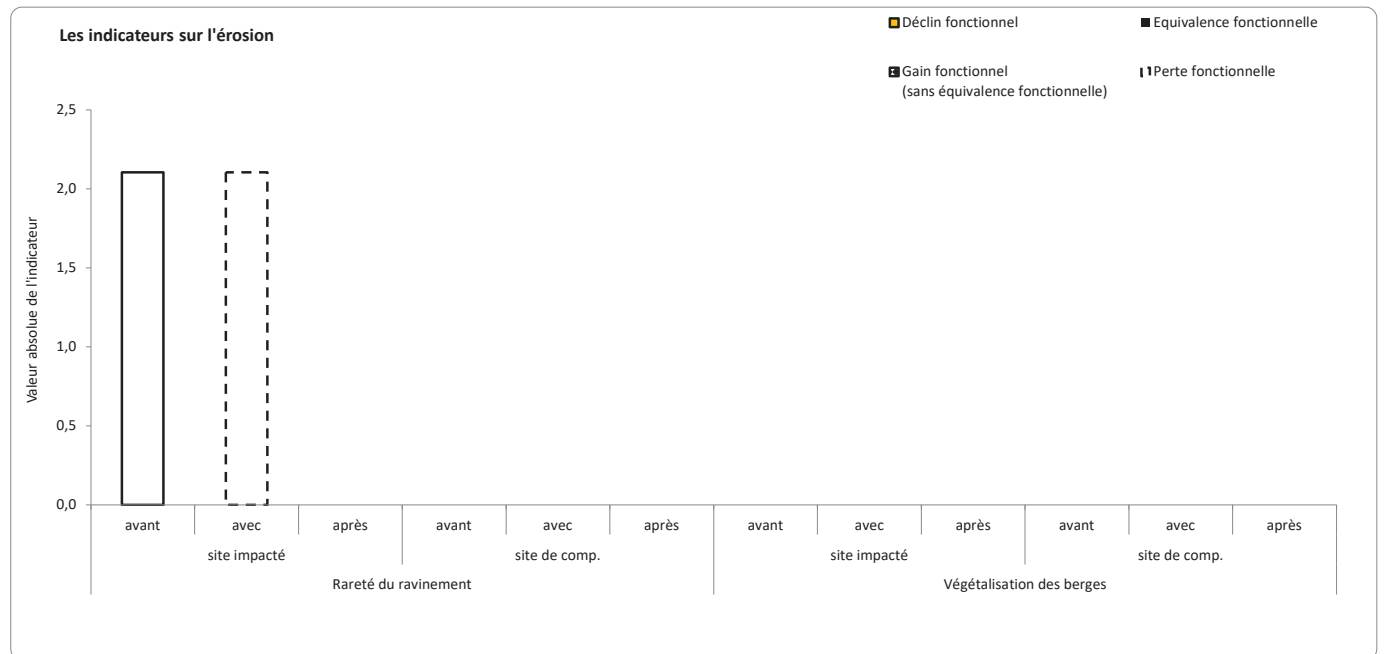 Les indicateurs sur l'érosion
Déclin fonctionnel
Equivalence fonctionnelle
Gain fonctionnel
(sans équivalence fonctionnelle)
Perte fonctionnelle
Valeur absolue de l'indicateur
2,5
2,0
1,5
1,0
0,5
0,0
avant avec après avant avec après avant avec après avant avec après
site impacté site de comp. site impacté site de comp.
Rareté du ravinement Végétalisation des berges